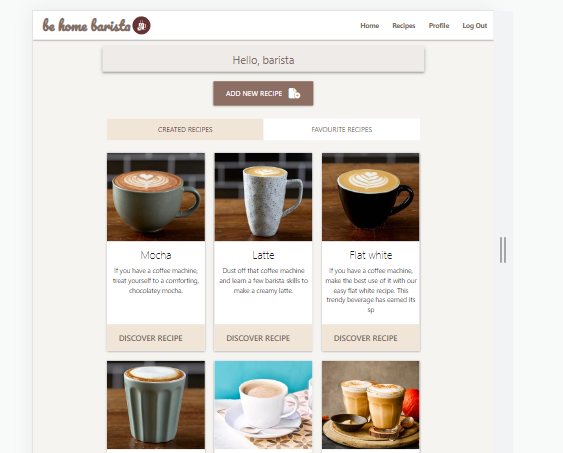 be home barista
Home Recipes Profile Log Out
Hello, barista
ADD NEW RECIPE
CREATED RECIPES FAVOURITE RECIPES
Mocha
If you have a coffee machine,
treat yourself to a comforting,
chocolatey mocha.
DISCOVER RECIPE
Latte
Dust off that coffee machine
and learn a few barista skills to
make a creamy latte.
DISCOVER RECIPE
Flat white
If you have a coffee machine,
make the best use of it with our
easy flat white recipe. This
trendy beverage has earned its
sp
DISCOVER RECIPE